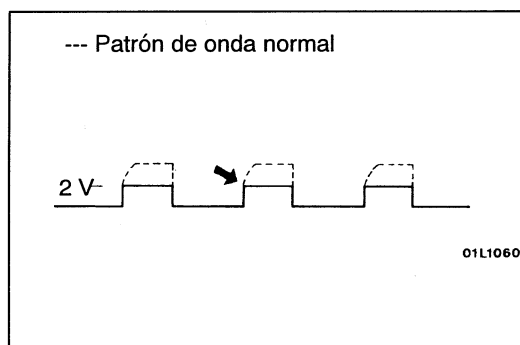 --- Patrón de onda normal
2 V
01L1060